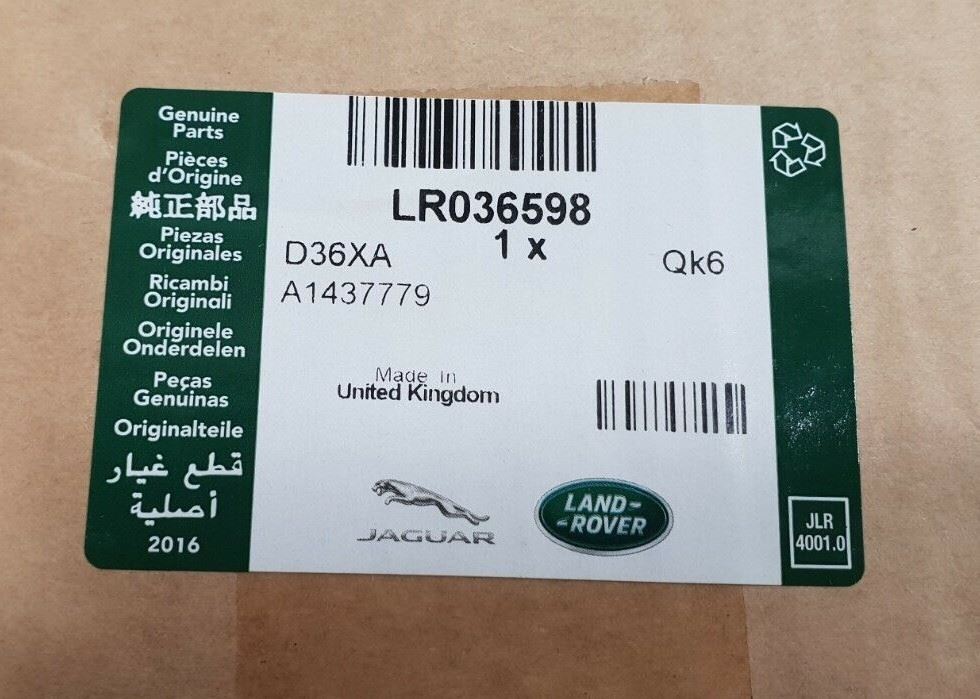 Genuine
Parts
Pièces
d'Origine
純正部品
Piezas
Originales
Ricambi
Originali
Originele
Onderdelen
Peças
Genuinas
Originalteile
قطع غيار
أصلية
2016
LR036598
1 x
D36XA
Qk6
A1437779
Made in
United Kingdom
JAGUAR
LAND-
-ROVER
JLR
4001.0